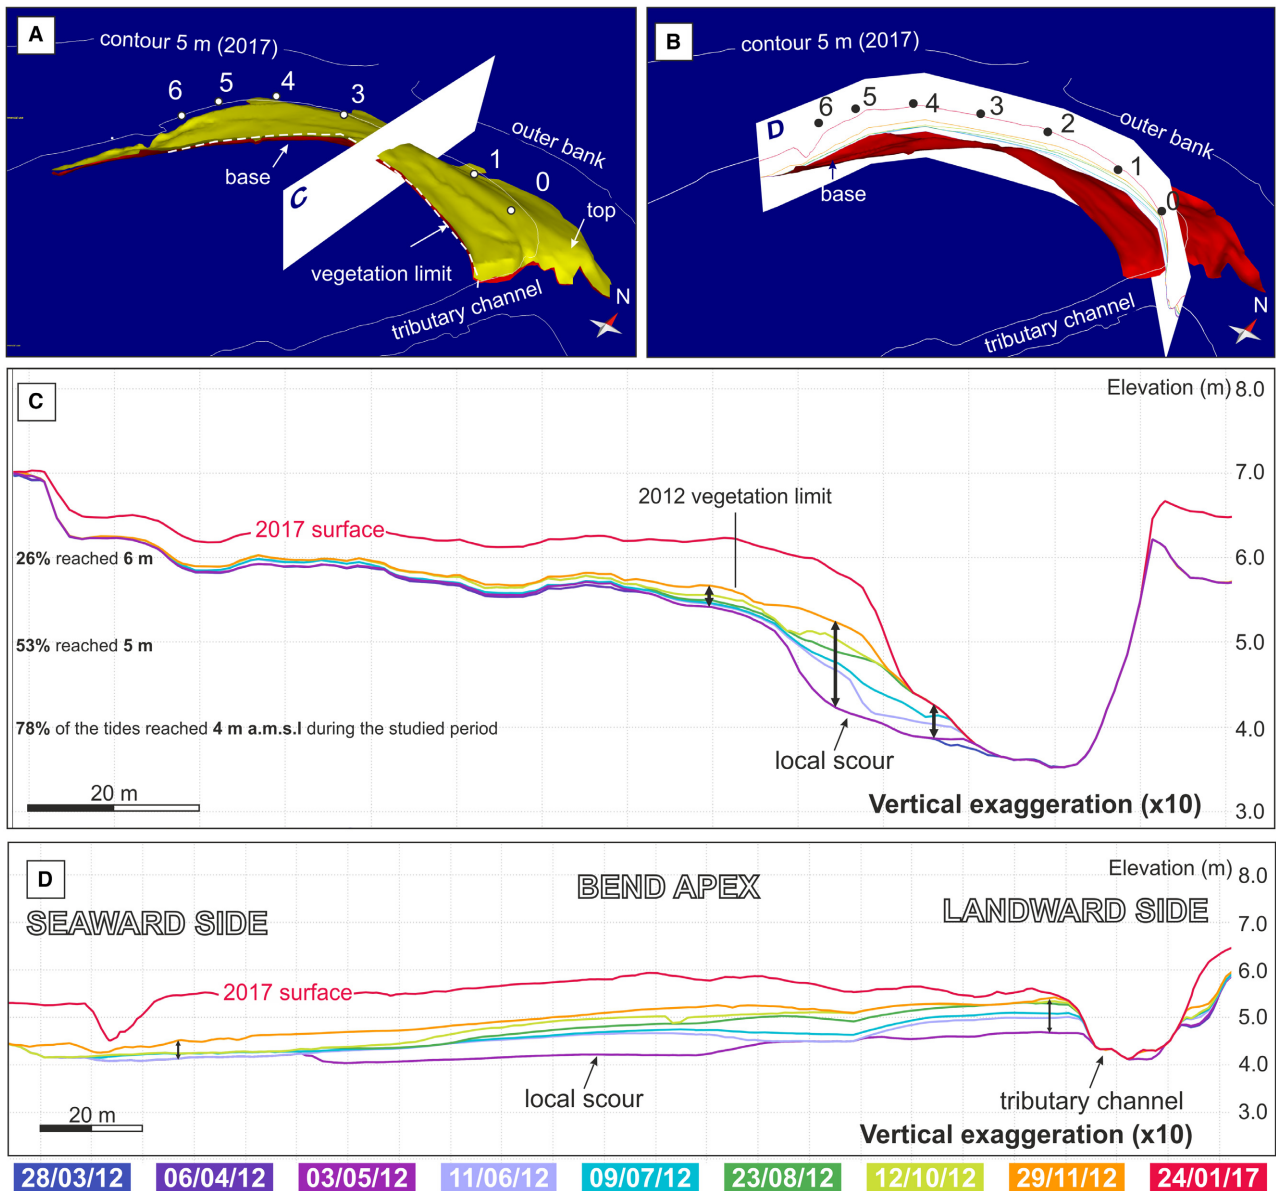 A
contour 5 m (2017)
6
5
4
3
outer bank
1
0
base
C
top
vegetation limit
tributary channel
N
B
contour 5 m (2017)
D
6
5
4
3
2
outer bank
1
0
base
tributary channel
N
C
Elevation (m)
8.0
7.0
2012 vegetation limit
2017 surface
26% reached 6 m
6.0
53% reached 5 m
5.0
78% of the tides reached 4 m a.m.s.l during the studied period
4.0
local scour
20 m
Vertical exaggeration (x10)
3.0
D
Elevation (m)
8.0
BEND APEX
SEAWARD SIDE
LANDWARD SIDE
7.0
6.0
2017 surface
5.0
4.0
local scour
tributary channel
20 m
3.0
Vertical exaggeration (x10)
28/03/12 06/04/12 03/05/12 11/06/12 09/07/12 23/08/12 12/10/12 29/11/12 24/01/17